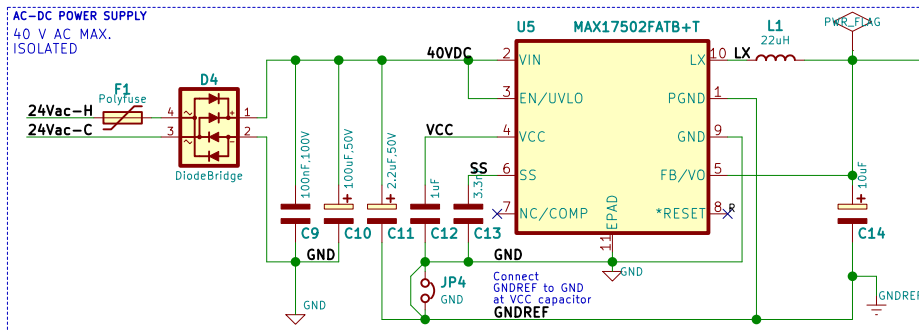 AC-DC POWER SUPPLY
40 V AC MAX.
ISOLATED
U5
MAX17502FATB+T
L1
22uH
PWR_FLAG
40VDC
2
VIN
LX
10
LX
F1
Polyfuse
D4
24Vac-H
4
1
24Vac-C
3
2
DiodeBridge
3
EN/UVLO
PGND
1
VCC
4
VCC
GND
9
SS
6
SS
FB/VO
5
7
NC/COMP
*RESET
8
R
EPAD
11
100nF,100V
C9
100uF,50V
C10
2.2uF,50V
C11
1uF
C12
3.3n
C13
10uF
C14
GND
GND
GND
GND
JP4
GND
Connect
GNDREF to GND
at VCC capacitor
GNDREF
GNDREF